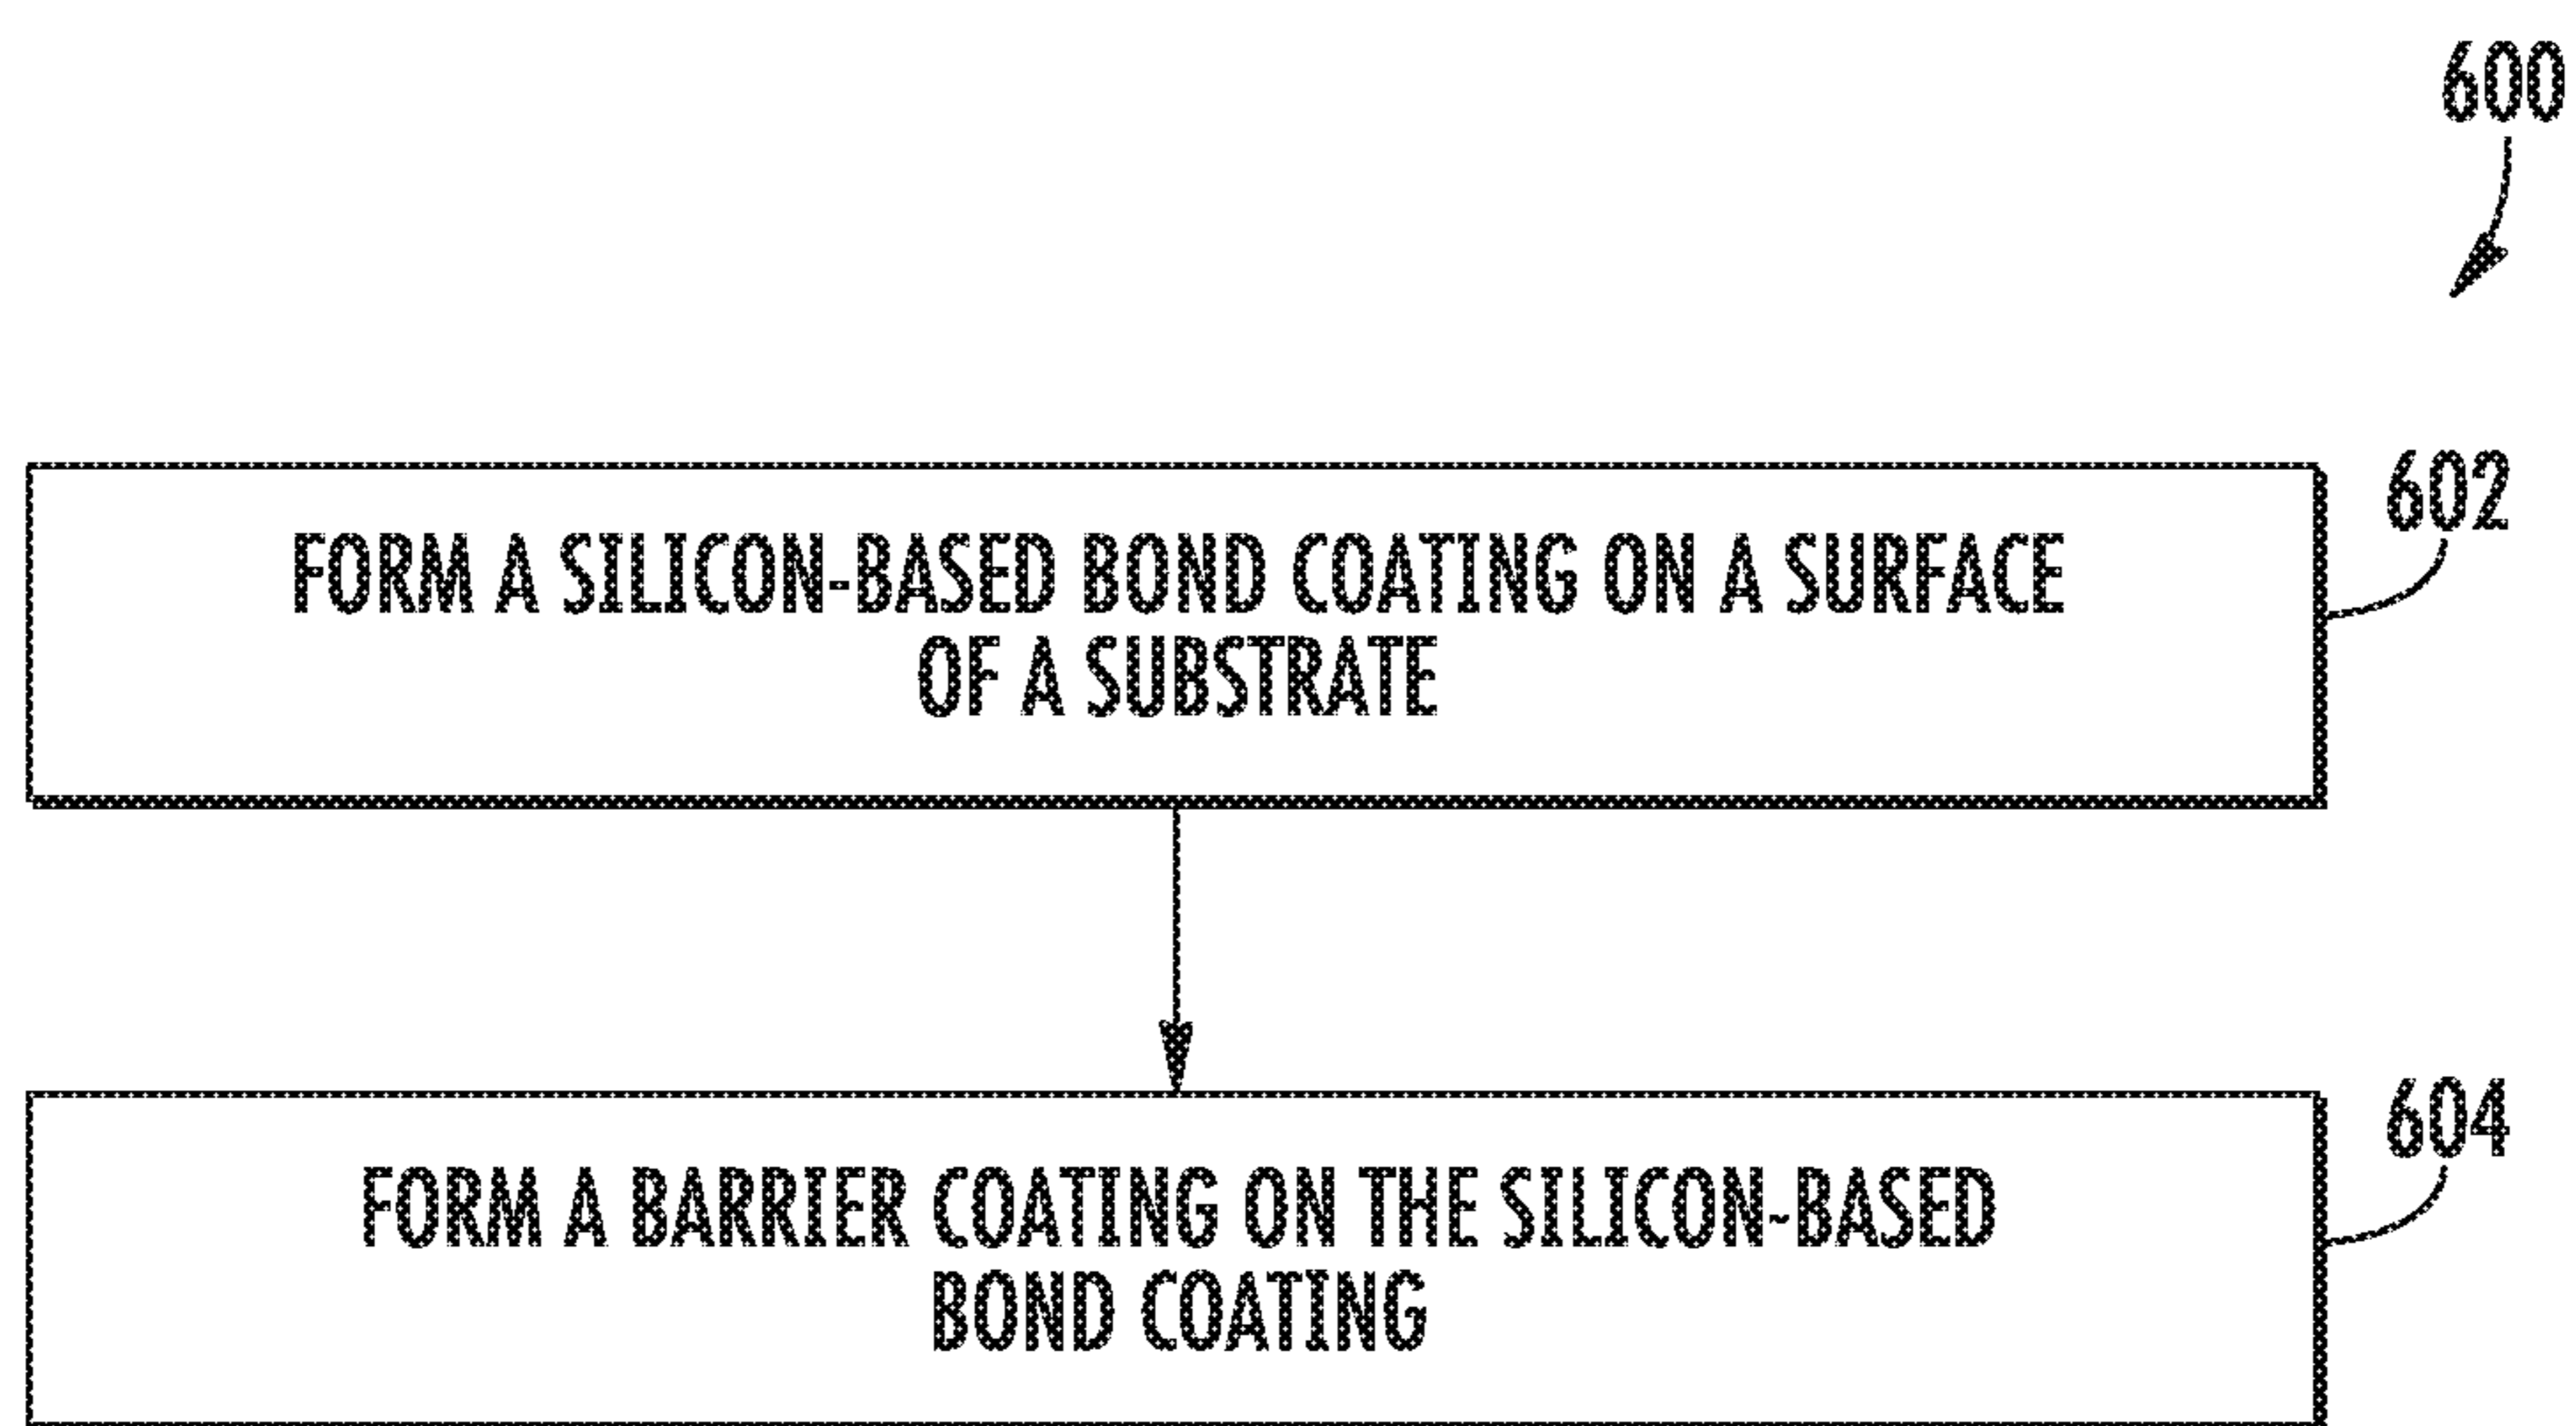 600
602
FORM A SILICON-BASED BOND COATING ON A SURFACE
OF A SUBSTRATE
604
FORM A BARRIER COATING ON THE SILICON-BASED
BOND COATING